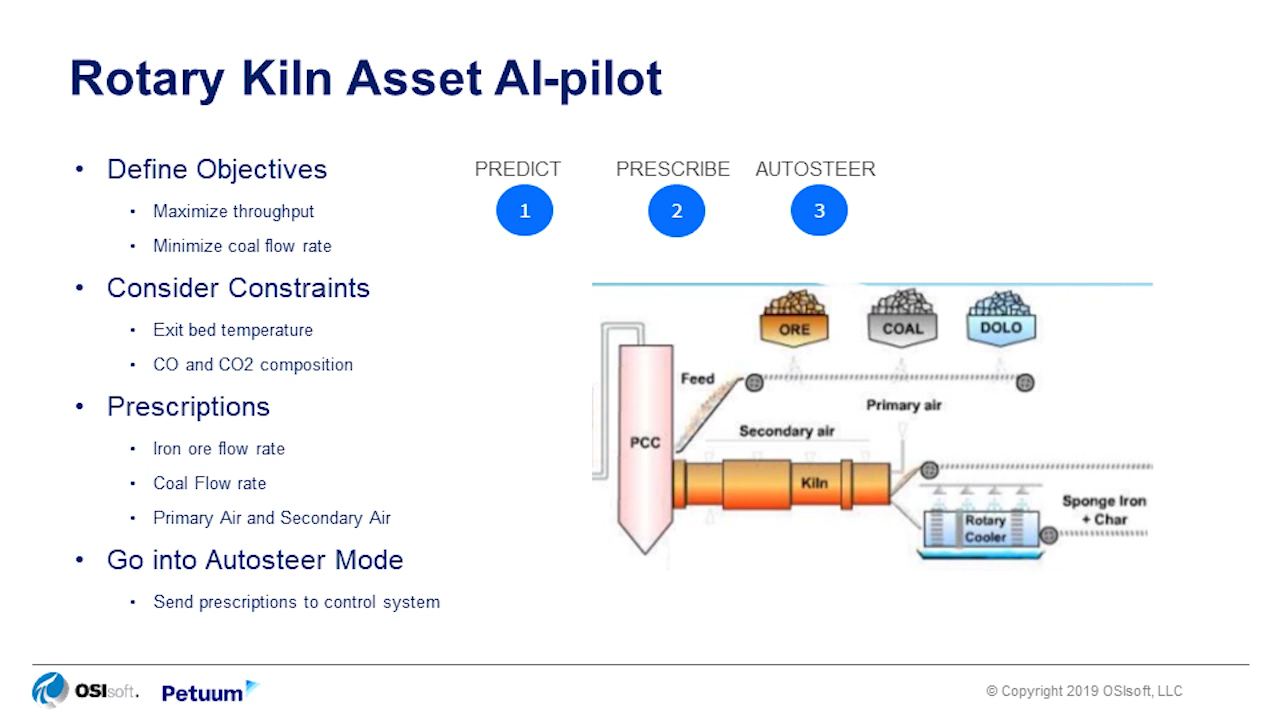 Rotary Kiln Asset AI-pilot
• Define Objectives
• Maximize throughput
• Minimize coal flow rate
• Consider Constraints
• Exit bed temperature
• CO and CO2 composition
• Prescriptions
• Iron ore flow rate
• Coal Flow rate
• Primary Air and Secondary Air
• Go into Autosteer Mode
• Send prescriptions to control system
PREDICT PRESCRIBE AUTOSTEER
1 2 3
ORE COAL DOLO
Feed
Primary air
Secondary air
PCC
Kiln
Rotary
Cooler
Sponge Iron
+ Char
OSIsoft. Petuum
© Copyright 2019 OSIsoft, LLC